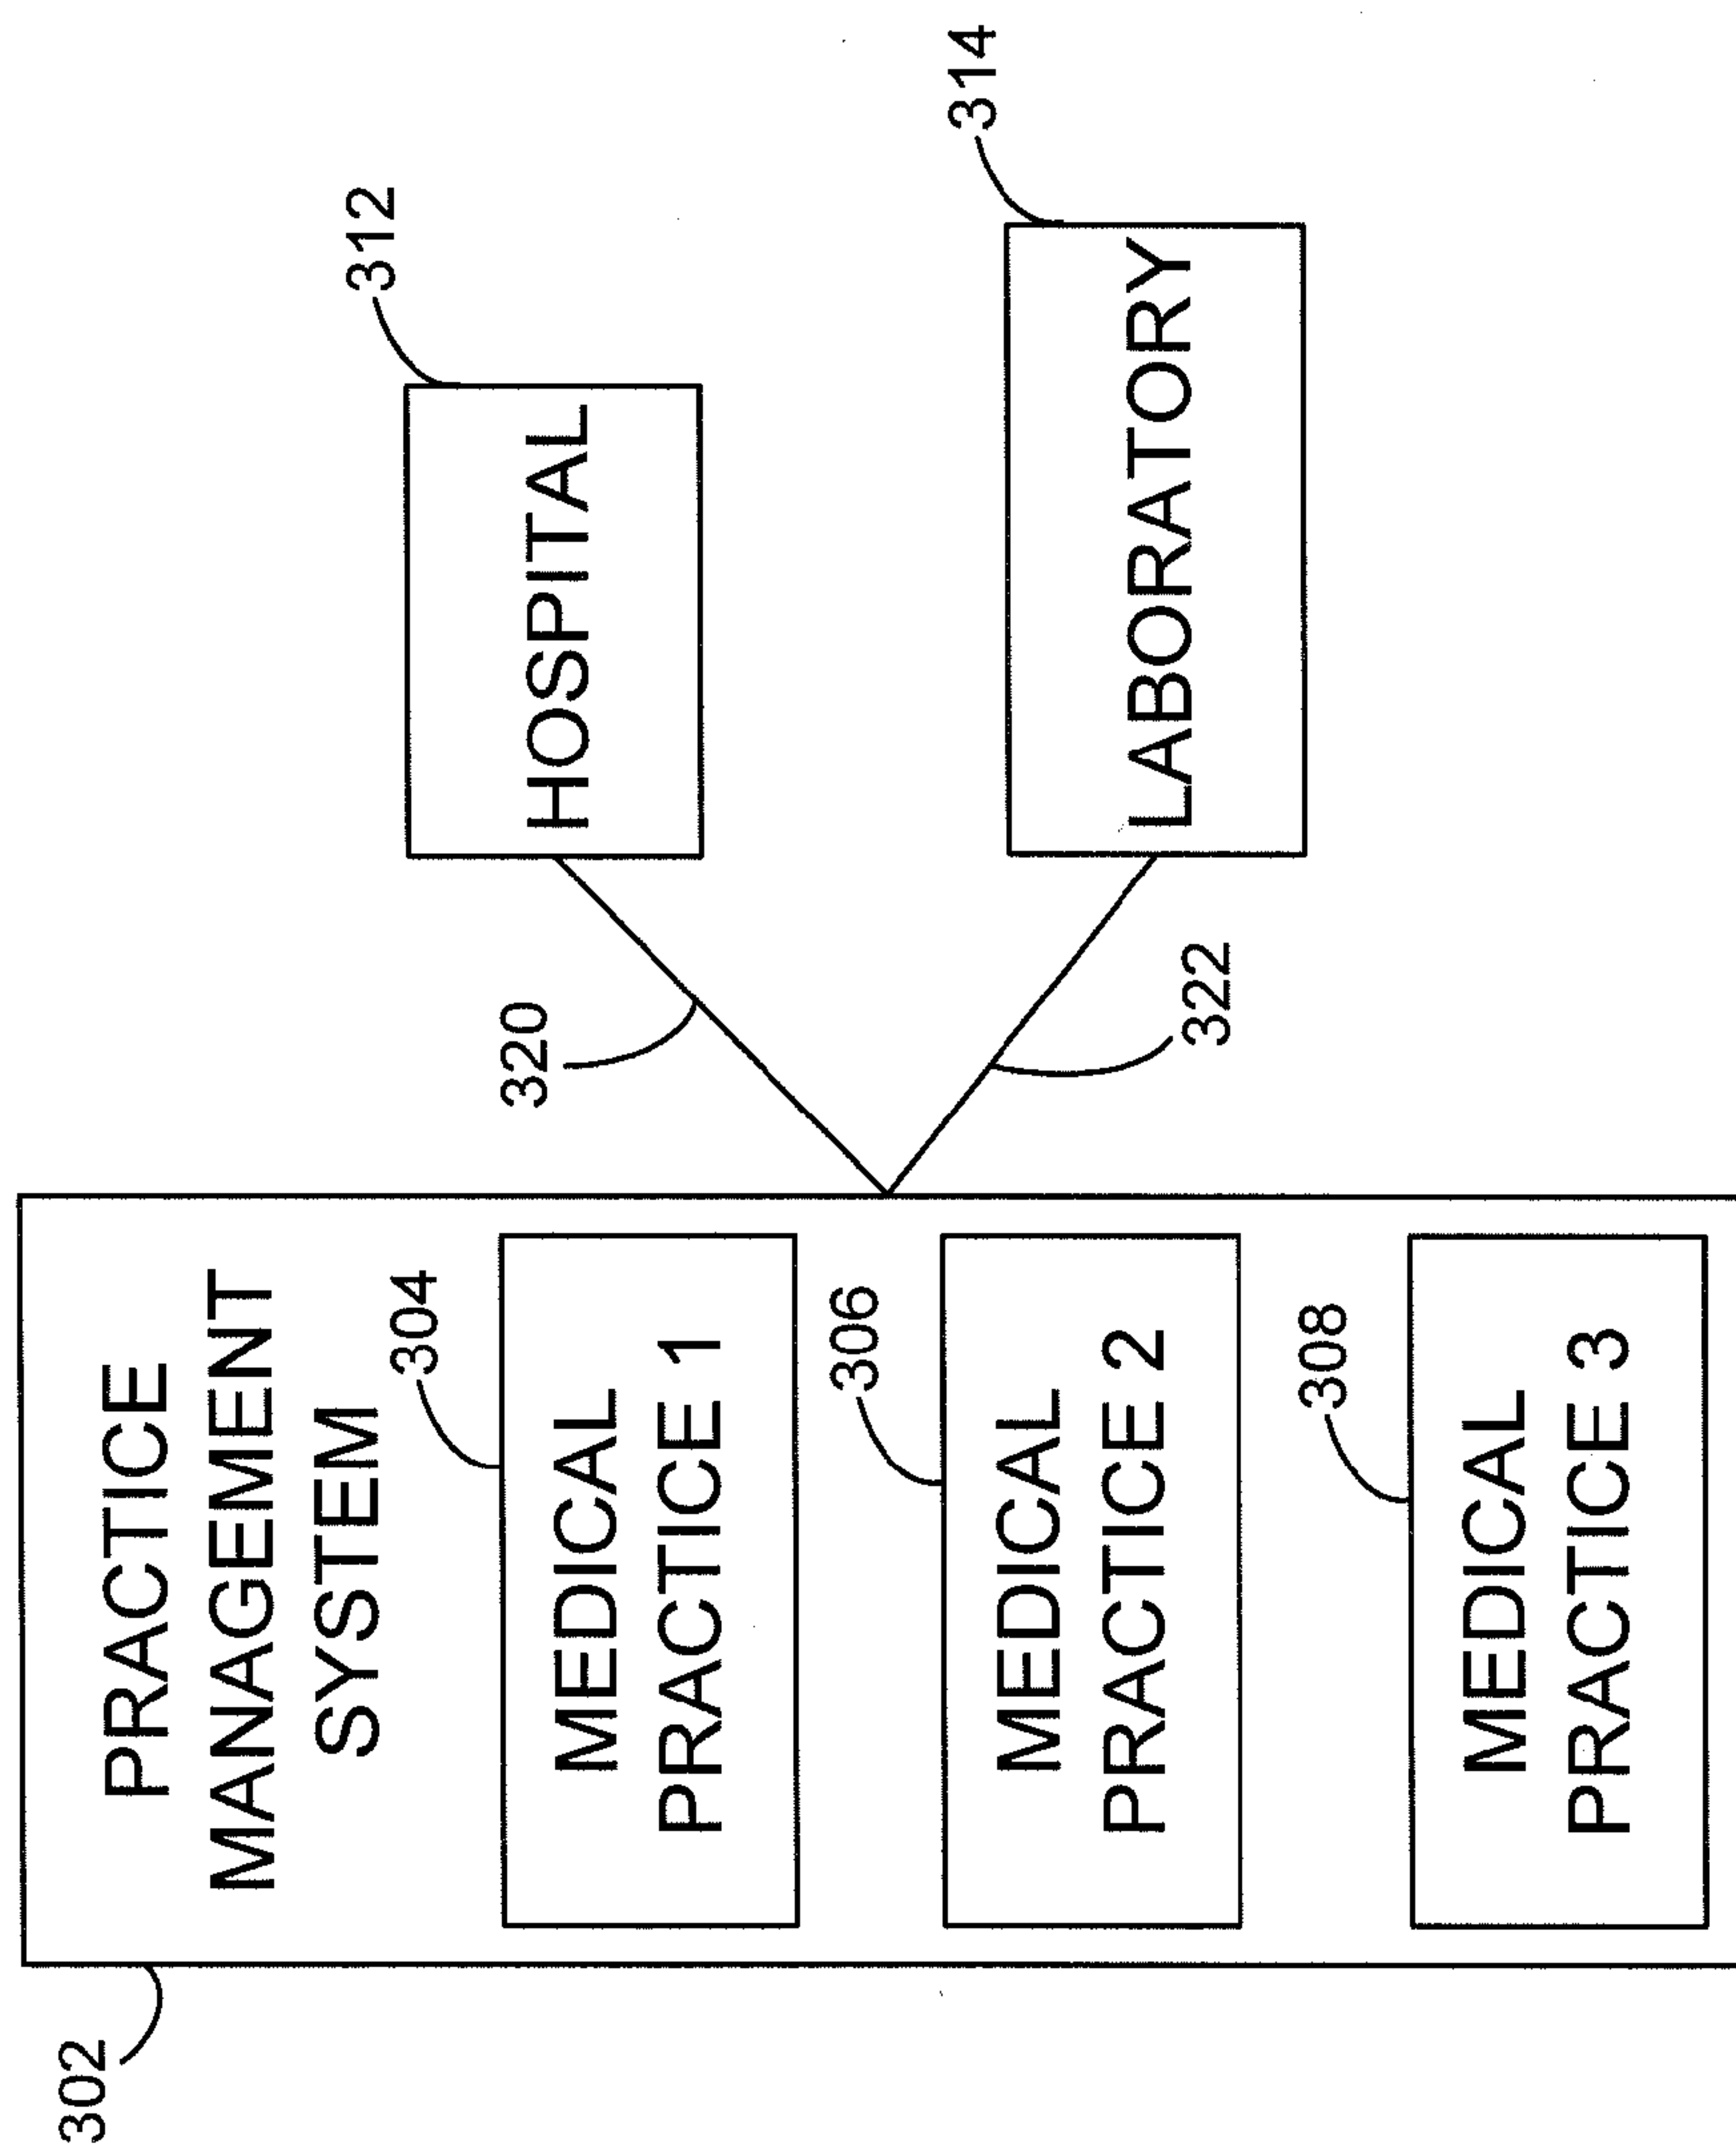 302
PRACTICE
MANAGEMENT
SYSTEM
304
MEDICAL
PRACTICE 1
306
MEDICAL
PRACTICE 2
308
MEDICAL
PRACTICE 3
320
322
312
HOSPITAL
314
LABORATORY